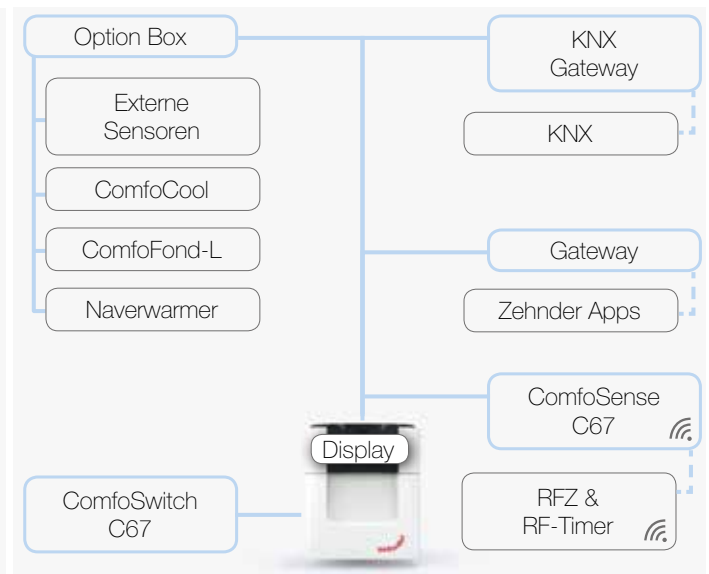 Option Box
Externe
Sensoren
ComfoCool
ComfoFond-L
Naverwarmer
ComfoSwitch
C67
Display
KNX
Gateway
KNX
Gateway
Zehnder Apps
ComfoSense
C67
RFZ &
RF-Timer